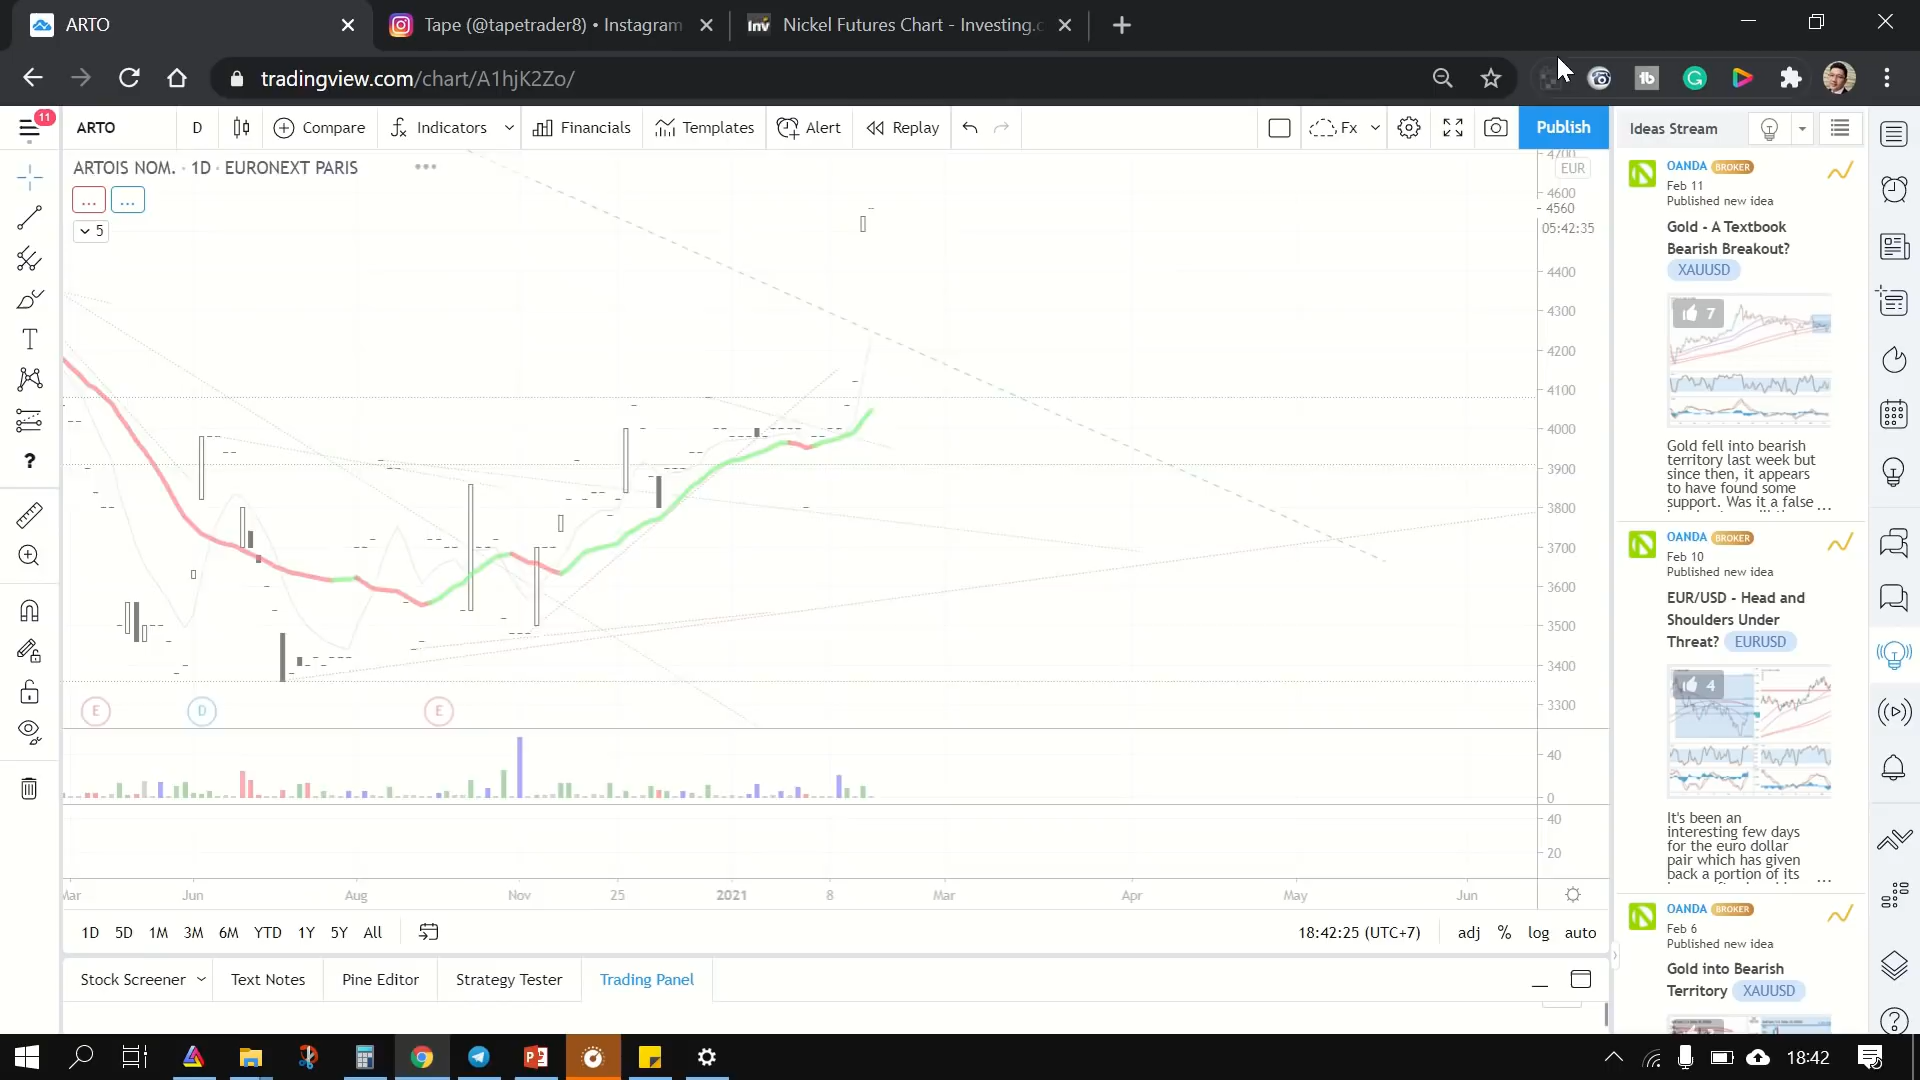 ARTO
Tape (@tapetrader8) • Instagram
Inv
Nickel Futures Chart - Investing.c
tradingview.com/chart/A1hjK2Zo/
11
ARTO
D
Compare
Indicators
Financials
Templates
Alert
Replay
Fx
Publish
Ideas Stream
ARTOIS NOM. · 1D · EURONEXT PARIS
...
...
5
EUR
4700
4600
4560
05:42:35
4400
4300
4200
4100
4000
3900
3800
3700
3600
3500
3400
3300
40
0
40
20
E
D
E
Mar
Jun
Aug
Nov
25
2021
8
Mar
Apr
May
Jun
1D
5D
1M
3M
6M
YTD
1Y
5Y
All
18:42:25 (UTC+7)
adj
%
log
auto
Stock Screener
Text Notes
Pine Editor
Strategy Tester
Trading Panel
OANDA BROKER
Feb 11
Published new idea
Gold - A Textbook
Bearish Breakout?
XAUUSD
7
Gold fell into bearish
territory last week but
since then, it appears
to have found some
support. Was it a false ...
OANDA BROKER
Feb 10
Published new idea
EUR/USD - Head and
Shoulders Under
Threat? EURUSD
4
It's been an
interesting few days
for the euro dollar
pair which has given
back a portion of its ...
OANDA BROKER
Feb 6
Published new idea
Gold into Bearish
Territory XAUUSD
18:42